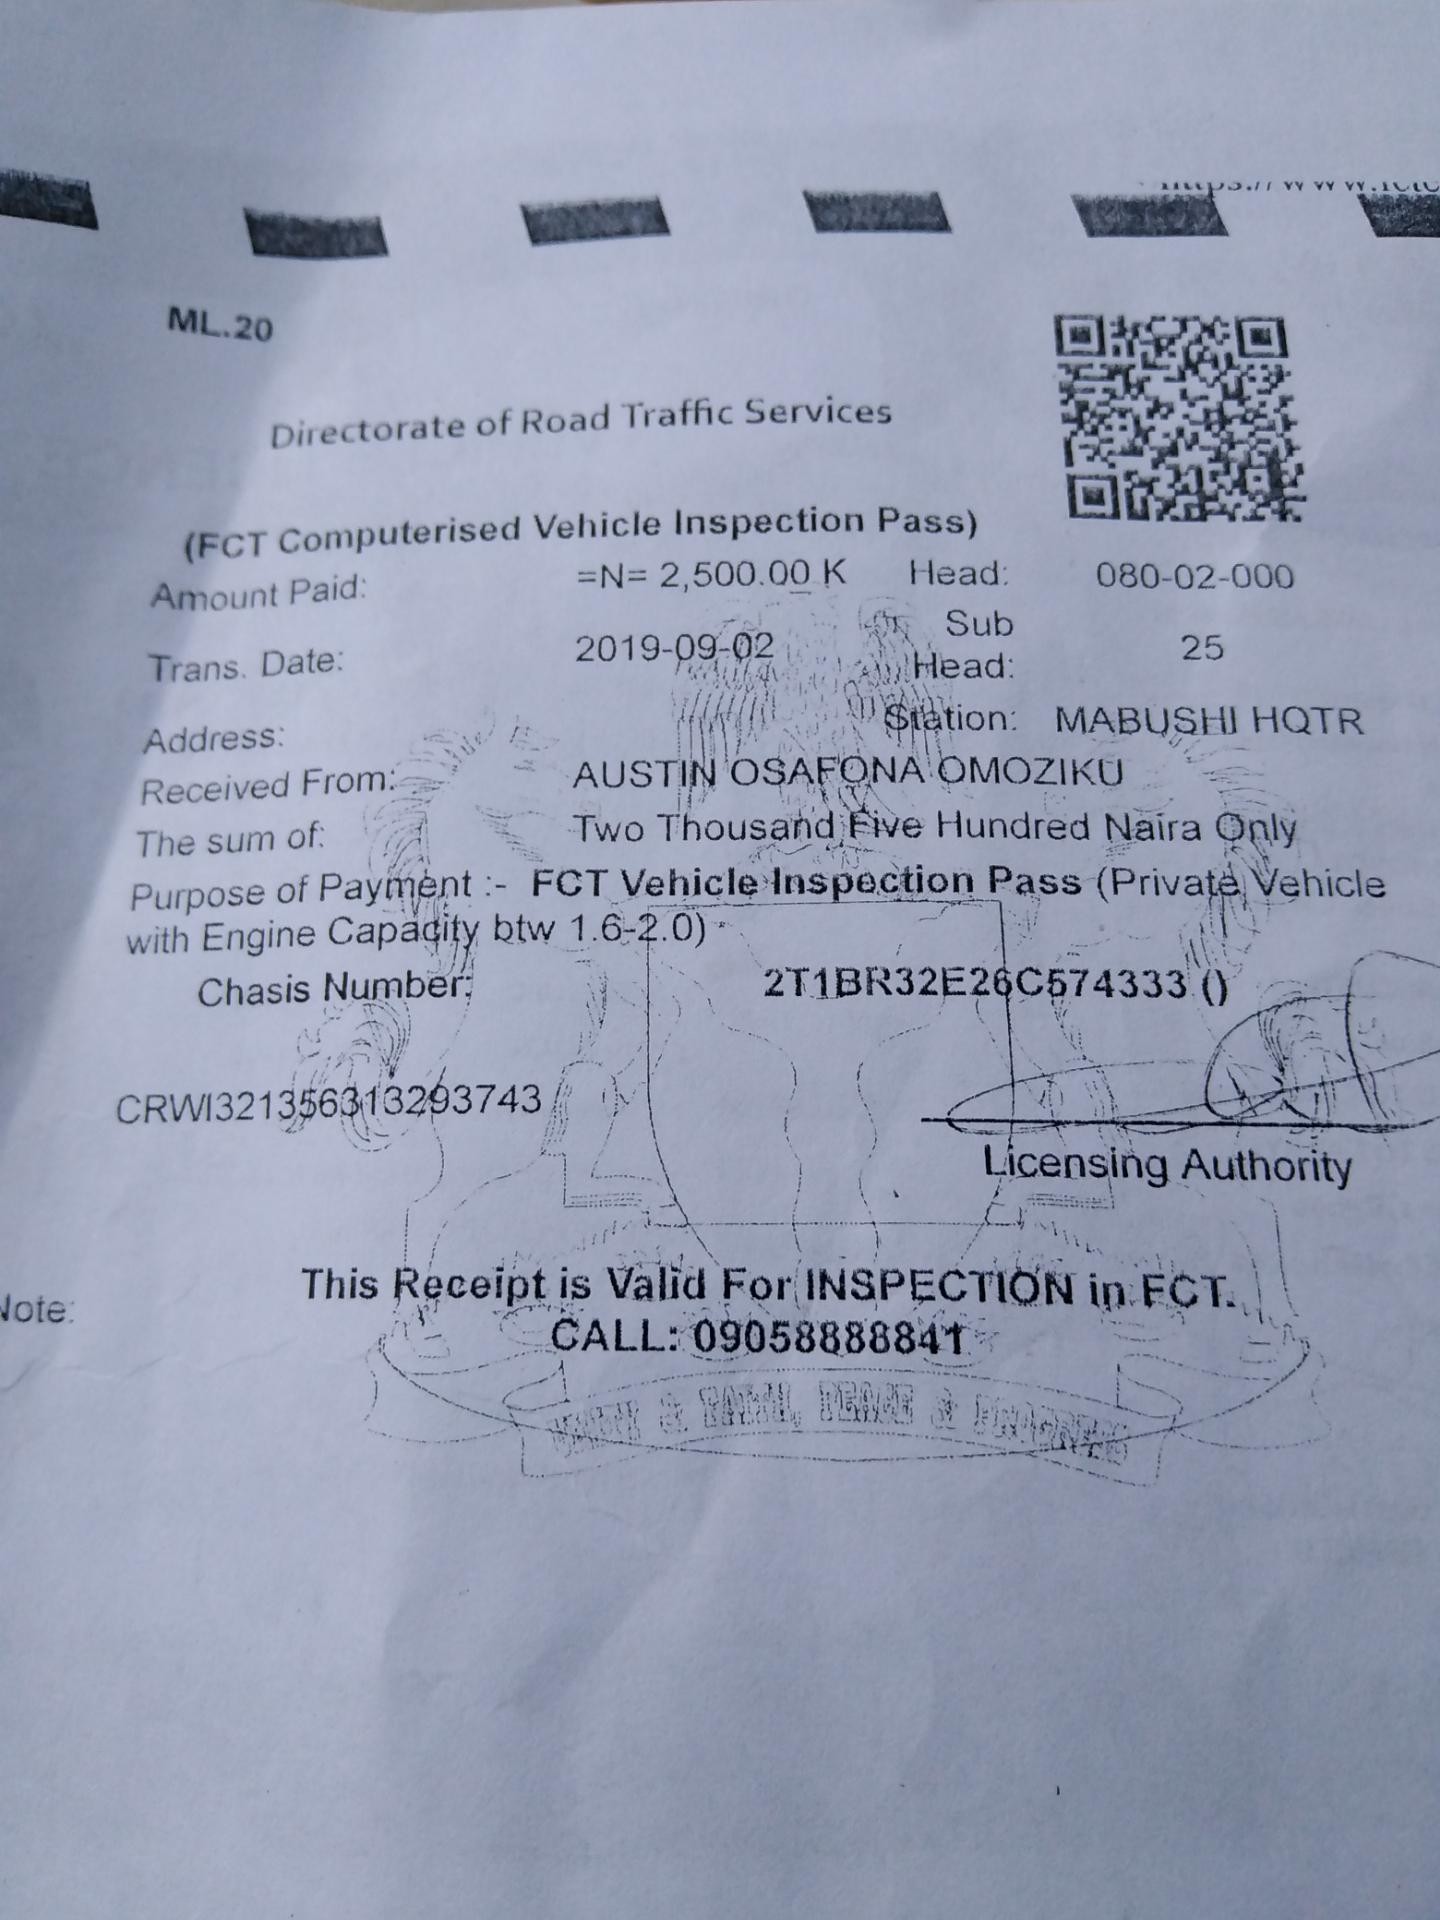 https://www.fctc
ML.20
Directorate of Road Traffic Services
(FCT Computerised Vehicle Inspection Pass)
Amount Paid: =N= 2,500.00 K Head: 080-02-000
Trans. Date: 2019-09-02 Sub Head: 25
Address: Station: MABUSHI HQTR
Received From: AUSTIN OSAFONA OMOZIKU
The sum of: Two Thousand Five Hundred Naira Only
Purpose of Payment :- FCT Vehicle Inspection Pass (Private Vehicle
with Engine Capacity btw 1.6-2.0)
Chasis Number: 2T1BR32E26C574333 ()
CRWI321356313293743
Licensing Authority
Note: This Receipt is Valid For INSPECTION in FCT.
CALL: 09058888841
UNITY & FAITH, PEACE & PROGRESS